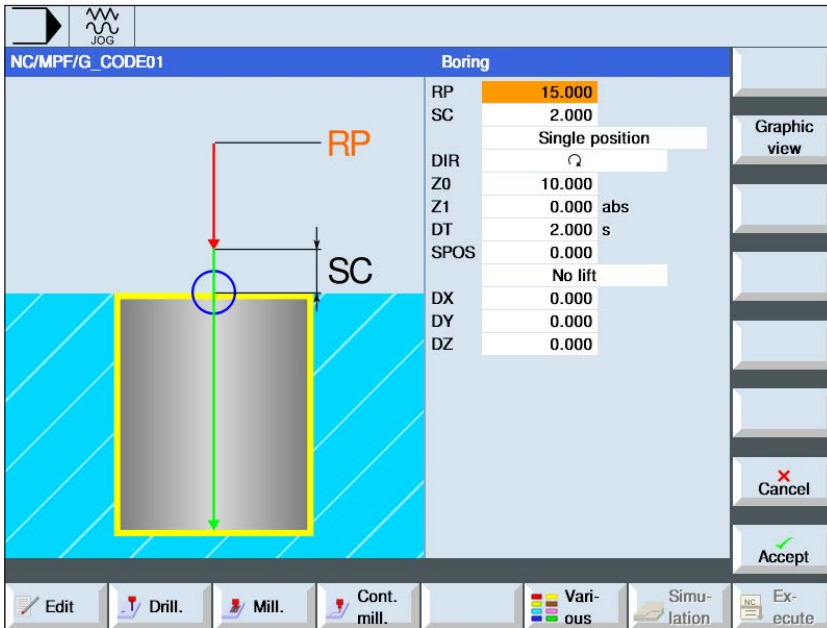 JOG
NC/MPF/G_CODE01
Boring
RP
SC
RP 15.000
SC 2.000
Single position
DIR
Z0 10.000
Z1 0.000 abs
DT 2.000 s
SPOS 0.000
No lift
DX 0.000
DY 0.000
DZ 0.000
Graphic
view
Cancel
Accept
Edit
Drill.
Mill.
Cont.
mill.
Vari-
ous
Simu-
lation
NC
Ex-
ecute